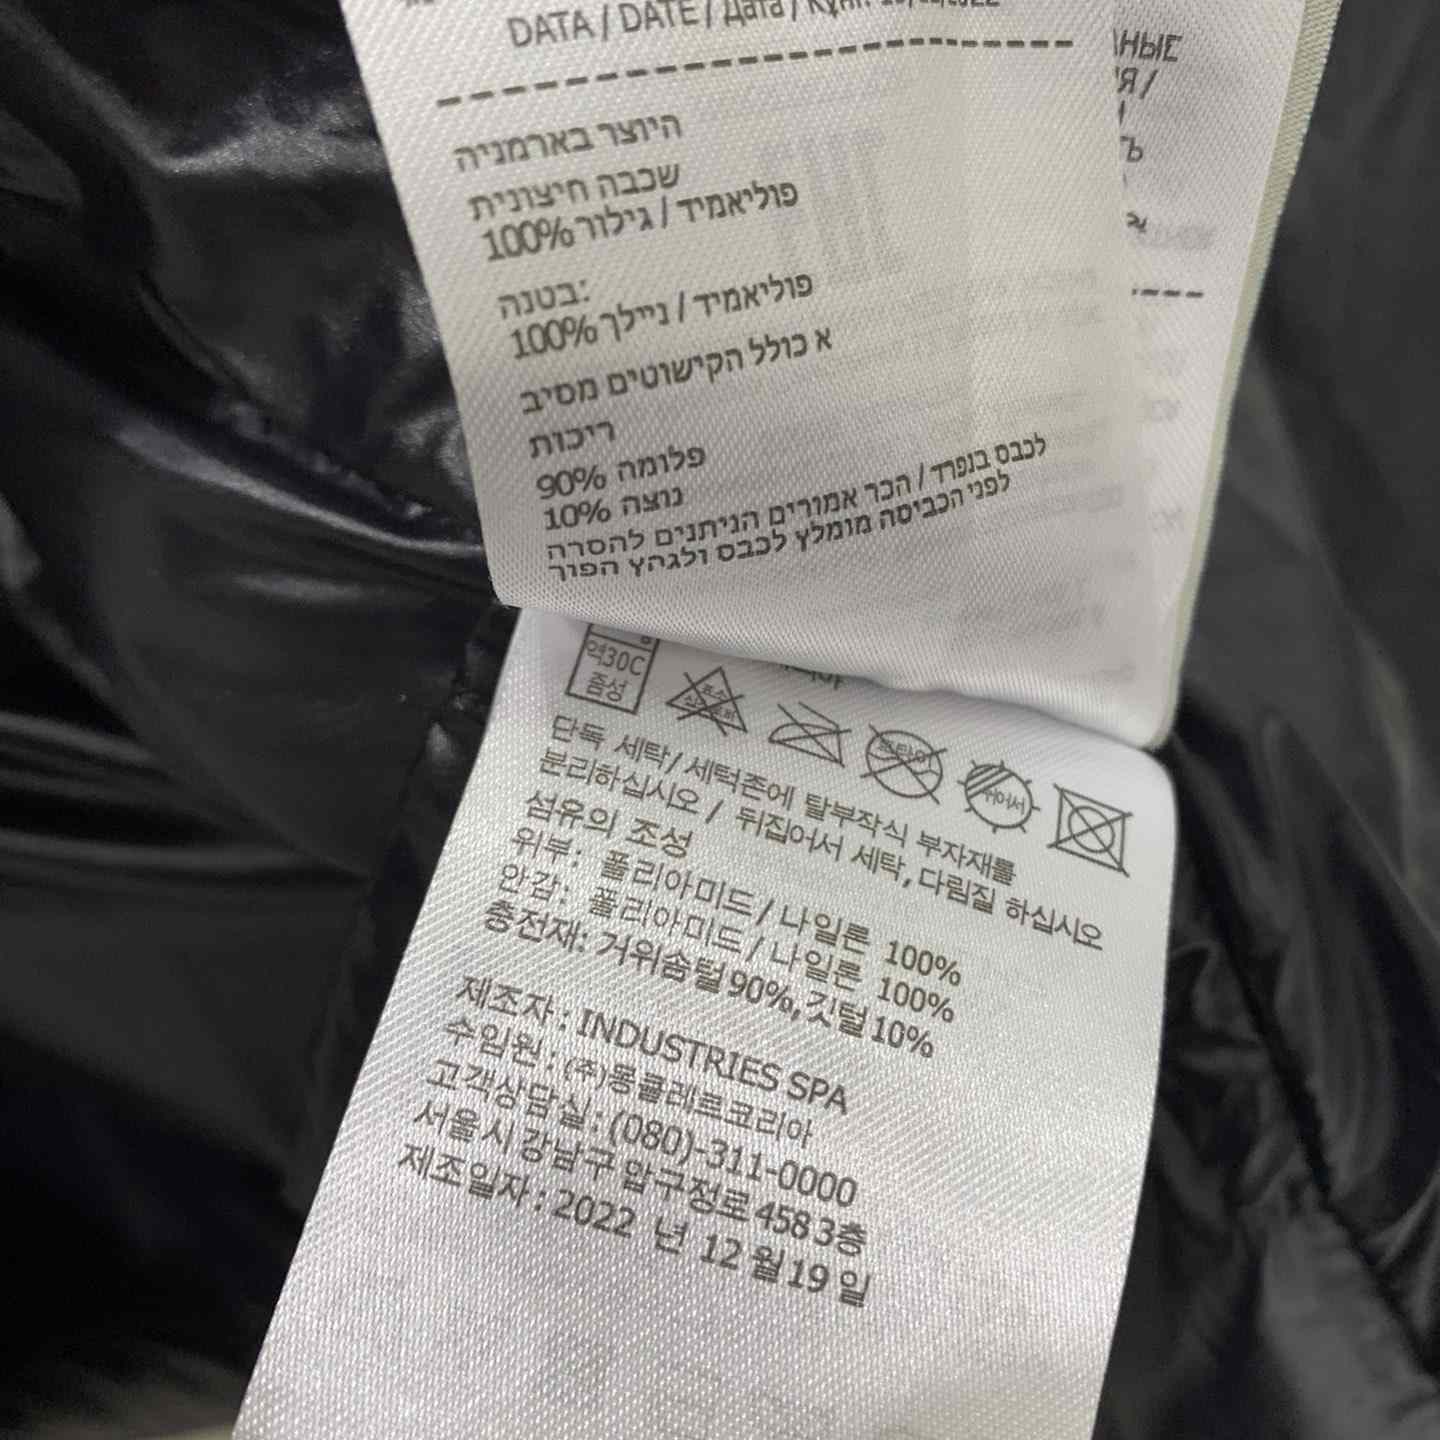 DATA / DATE / Дата / Күні:
היוצר בארמניה
שכבה חיצונית
100% פוליאמיד / גילור
בטנה:
100% פוליאמיד / ניילך
א כולל הקישוטים מסיב
ריכות
90% פלומה
10% נוצה
לכבס בנפרד / הכר אמורים הניתנים להסרה
לפני הכביסה מומלץ לכבס ולגהץ הפוך
НЫЕ
Я /
ТЬ
약30C
중성
단독 세탁/ 세턱존에 탈부작식 부자재를
분리하십시오 / 뒤집어서 세탁,다림질 하십시오
섬유의 조성
위부: 폴리아미드/나일론 100%
안감: 폴리아미드/나일론 100%
충전재: 거위솜털90%,깃털10%
제조자 : INDUSTRIES SPA
수입원 : (주)몽클레르코리아
고객상담실: (080)-311-0000
서울시 강남구 압구정로 458 3층
제조일자 : 2022 년 12 월 19 일